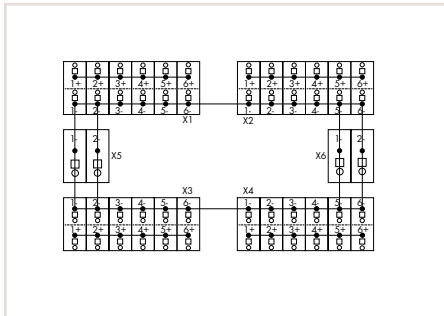 1+ 2+ 3+ 4+ 5+ 6+ 1+ 2+ 3+ 4+ 5+ 6+
1- 2- 3- 4- 5- 6- 1- 2- 3- 4- 5- 6-
X1 X2
1- 2- 1- 2-
X5 X6
X3 X4
1- 2- 3- 4- 5- 6- 1- 2- 3- 4- 5- 6-
1+ 2+ 3+ 4+ 5+ 6+ 1+ 2+ 3+ 4+ 5+ 6+